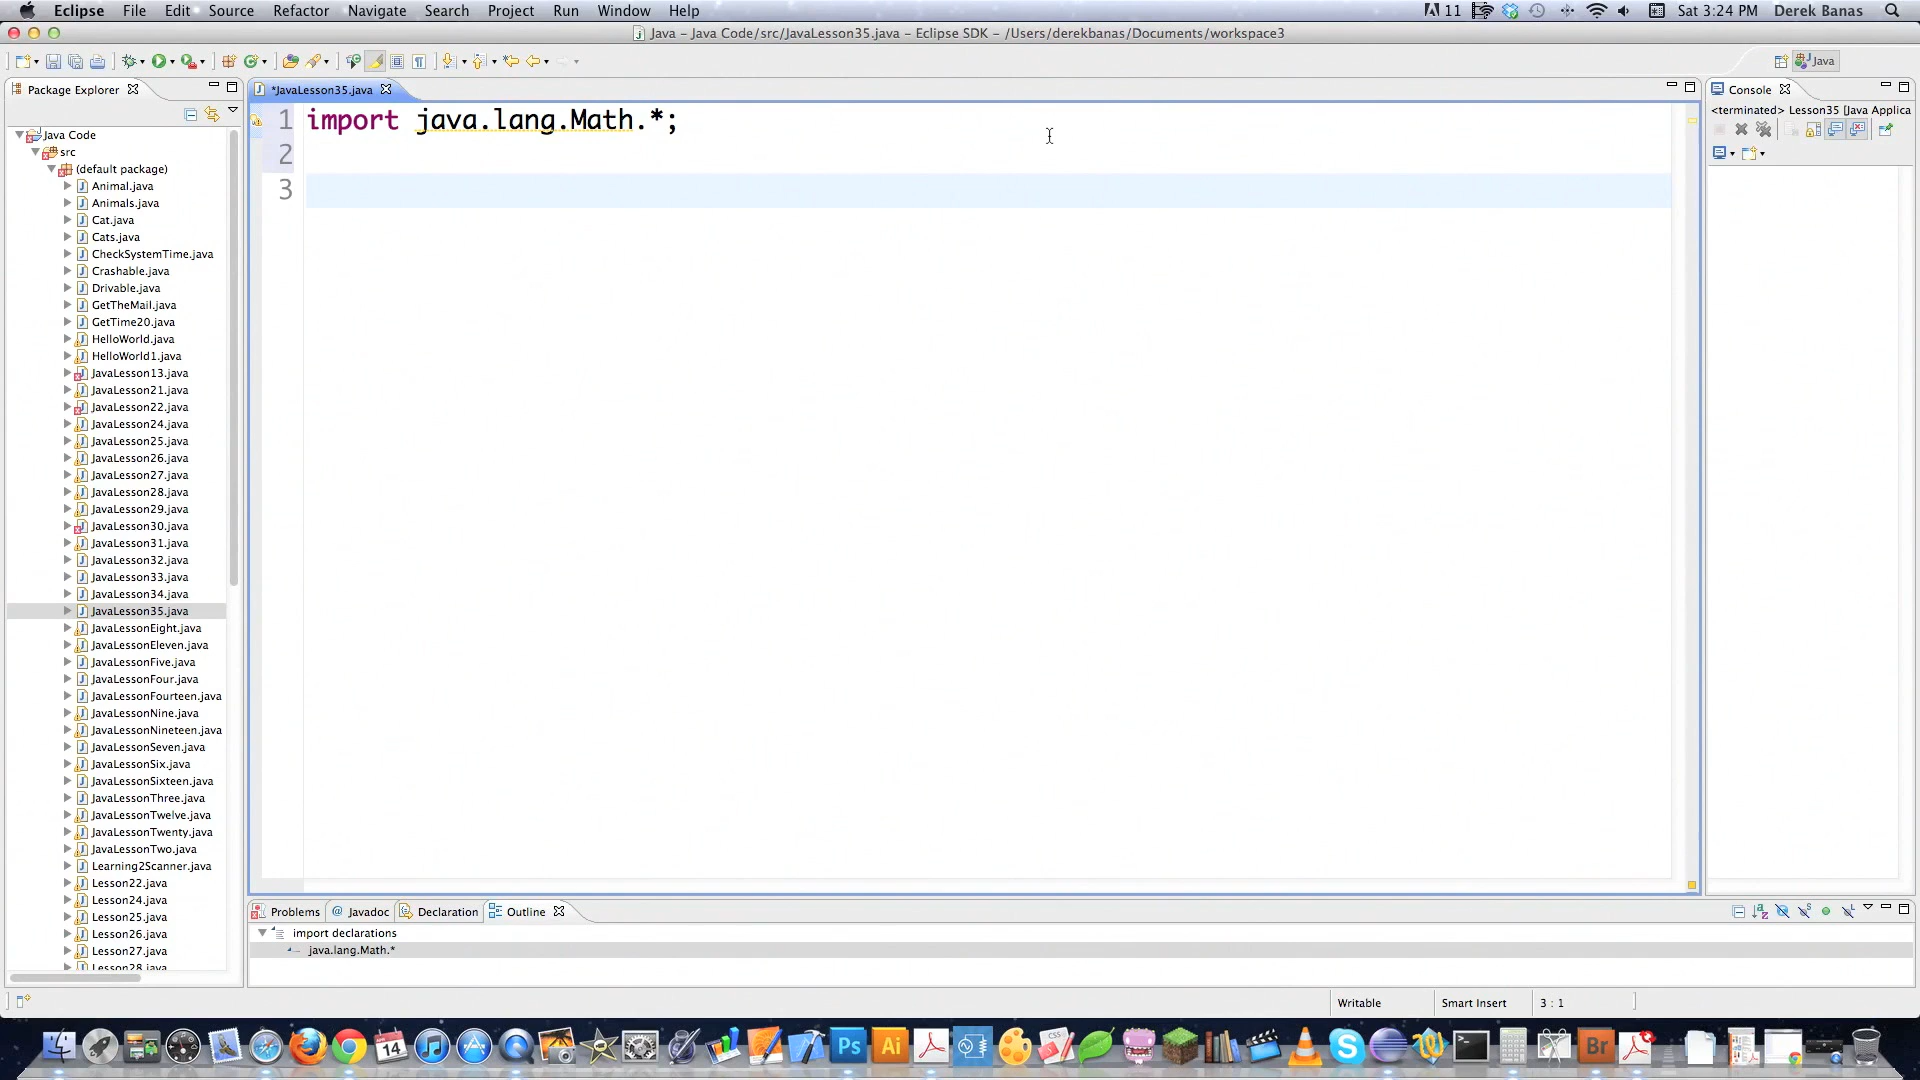 Eclipse File Edit Source Refactor Navigate Search Project Run Window Help 11 Sat 3:24 PM Derek Banas
Java – Java Code/src/JavaLesson35.java – Eclipse SDK – /Users/derekbanas/Documents/workspace3
Java
Package Explorer
*JavaLesson35.java
Console
<terminated> Lesson35 [Java Applica
1 import java.lang.Math.*;
2
3
Java Code
src
(default package)
Animal.java
Animals.java
Cat.java
Cats.java
CheckSystemTime.java
Crashable.java
Drivable.java
GetTheMail.java
GetTime20.java
HelloWorld.java
HelloWorld1.java
JavaLesson13.java
JavaLesson21.java
JavaLesson22.java
JavaLesson24.java
JavaLesson25.java
JavaLesson26.java
JavaLesson27.java
JavaLesson28.java
JavaLesson29.java
JavaLesson30.java
JavaLesson31.java
JavaLesson32.java
JavaLesson33.java
JavaLesson34.java
JavaLesson35.java
JavaLessonEight.java
JavaLessonEleven.java
JavaLessonFive.java
JavaLessonFour.java
JavaLessonFourteen.java
JavaLessonNine.java
JavaLessonNineteen.java
JavaLessonSeven.java
JavaLessonSix.java
JavaLessonSixteen.java
JavaLessonThree.java
JavaLessonTwelve.java
JavaLessonTwenty.java
JavaLessonTwo.java
Learning2Scanner.java
Lesson22.java
Lesson24.java
Lesson25.java
Lesson26.java
Lesson27.java
Lesson28.java
Problems @ Javadoc Declaration Outline
import declarations
java.lang.Math.*
Writable Smart Insert 3 : 1
14 Ps Ai Br